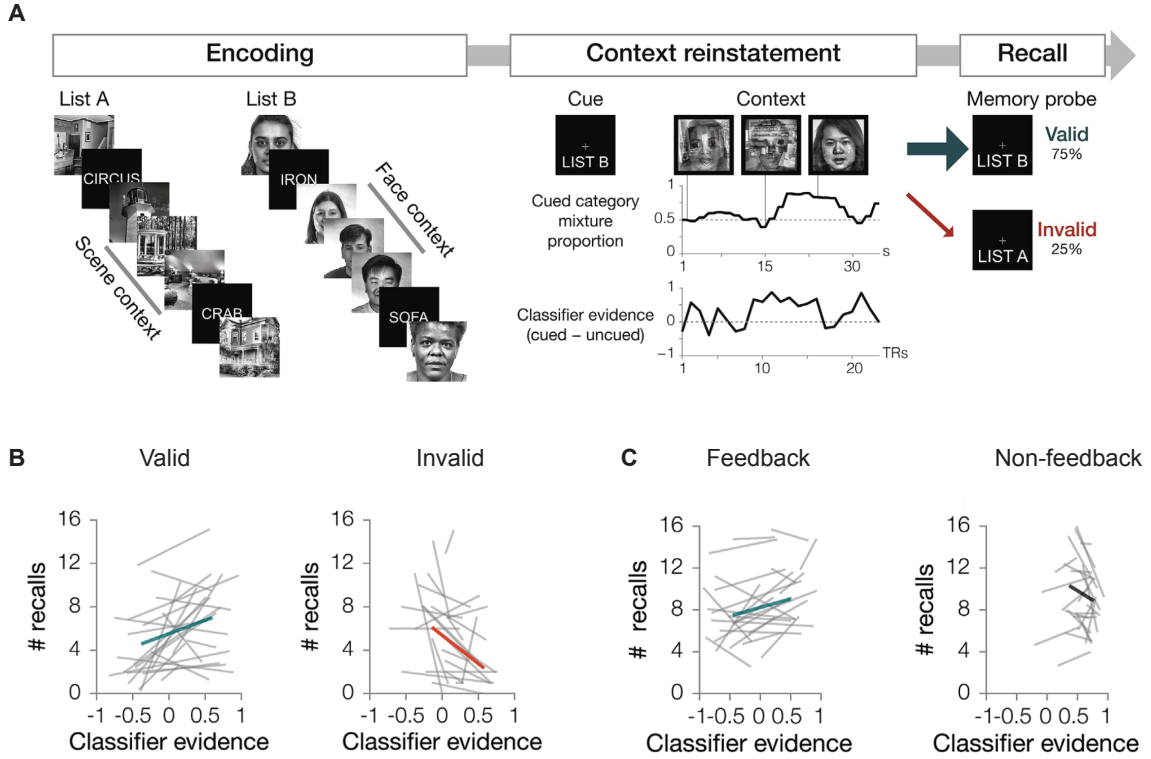 A
Encoding
Context reinstatement
Recall
List A
List B
Cue
Context
Memory probe
CIRCUS
IRON
+
LIST B
+
LIST B
Valid
75%
Face context
Scene context
Cued category
mixture
proportion
1
0.5
0
1
15
30
s
+
LIST A
Invalid
25%
CRAB
SOFA
Classifier evidence
(cued – uncued)
1
0
−1
1
10
20
TRs
B
Valid
Invalid
C
Feedback
Non-feedback
# recalls
16
12
8
4
0
-1 -0.5 0 0.5 1
Classifier evidence
# recalls
16
12
8
4
0
-1 -0.5 0 0.5 1
Classifier evidence
# recalls
16
12
8
4
0
-1 -0.5 0 0.5 1
Classifier evidence
# recalls
16
12
8
4
0
-1 -0.5 0 0.5 1
Classifier evidence